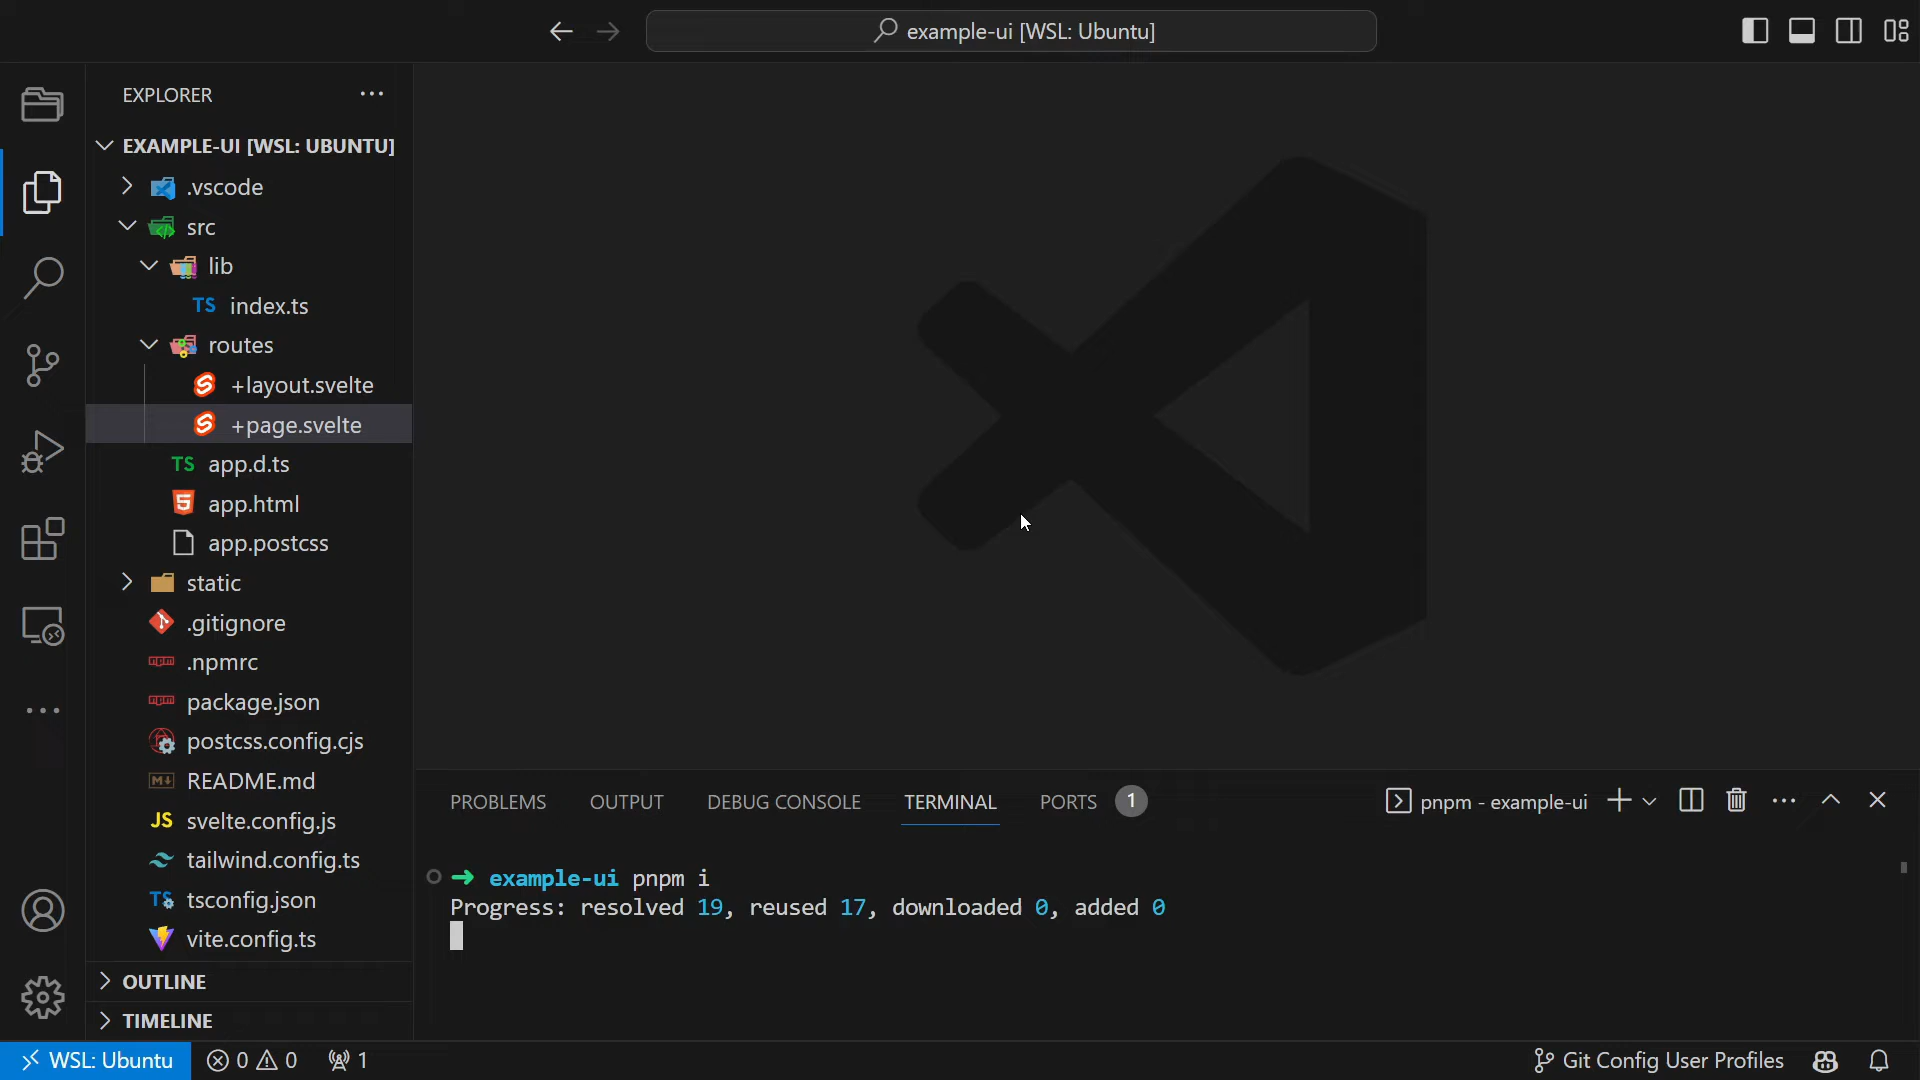 example-ui [WSL: Ubuntu]
EXPLORER
EXAMPLE-UI [WSL: UBUNTU]
.vscode
src
lib
TS index.ts
routes
+layout.svelte
+page.svelte
TS app.d.ts
app.html
app.postcss
static
.gitignore
.npmrc
package.json
postcss.config.cjs
README.md
JS svelte.config.js
tailwind.config.ts
TS tsconfig.json
vite.config.ts
OUTLINE
TIMELINE
PROBLEMS OUTPUT DEBUG CONSOLE TERMINAL PORTS 1 pnpm - example-ui
➜ example-ui pnpm i
Progress: resolved 19, reused 17, downloaded 0, added 0
WSL: Ubuntu 0 0 1 Git Config User Profiles